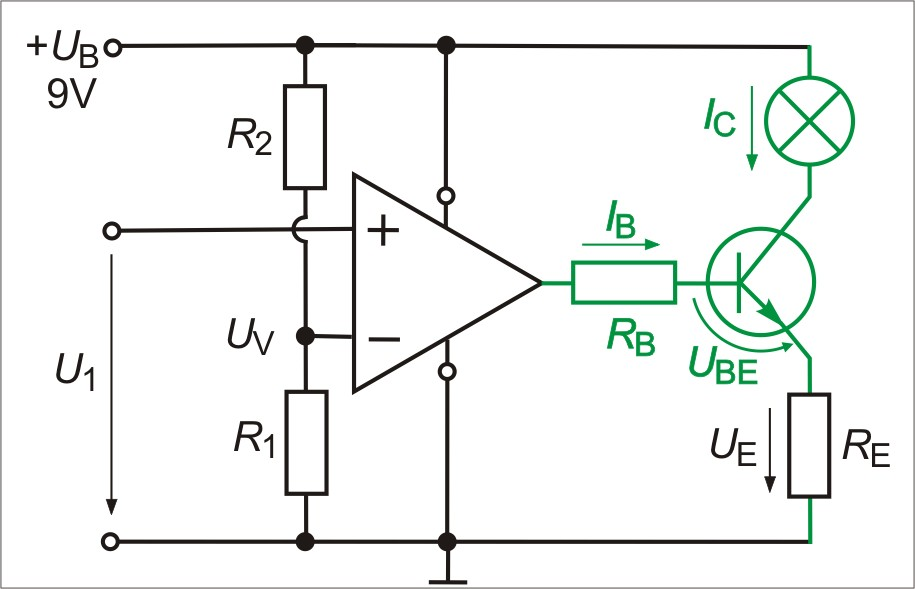 +UB
9V
R2
IC
+
IB
UV
−
RB
UBE
U1
R1
UE
RE